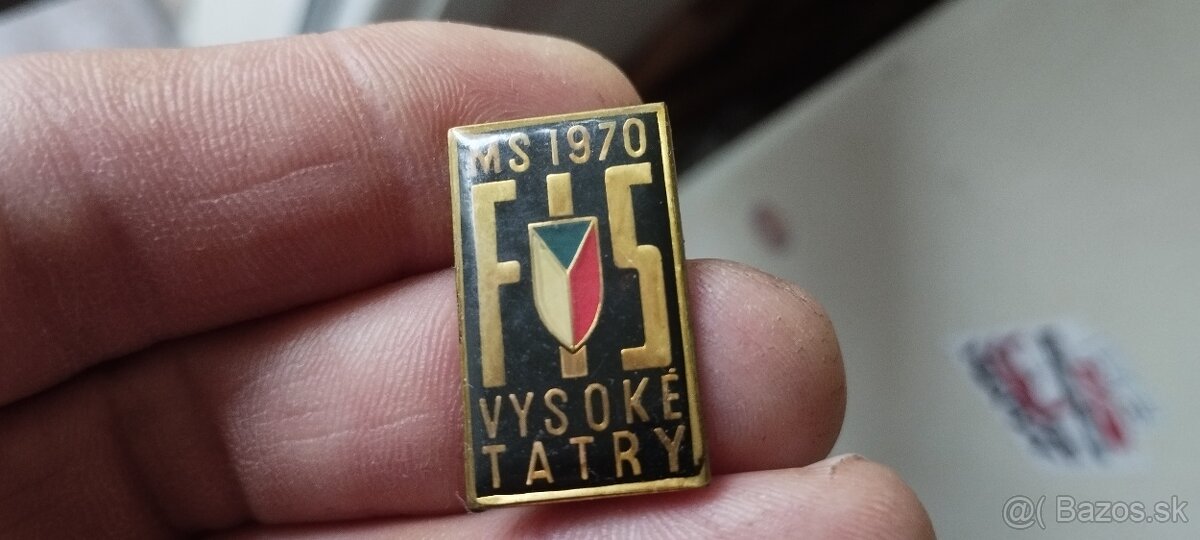 MS 1970
FIS
VYSOKÉ
TATRY
@( Bazos.sk